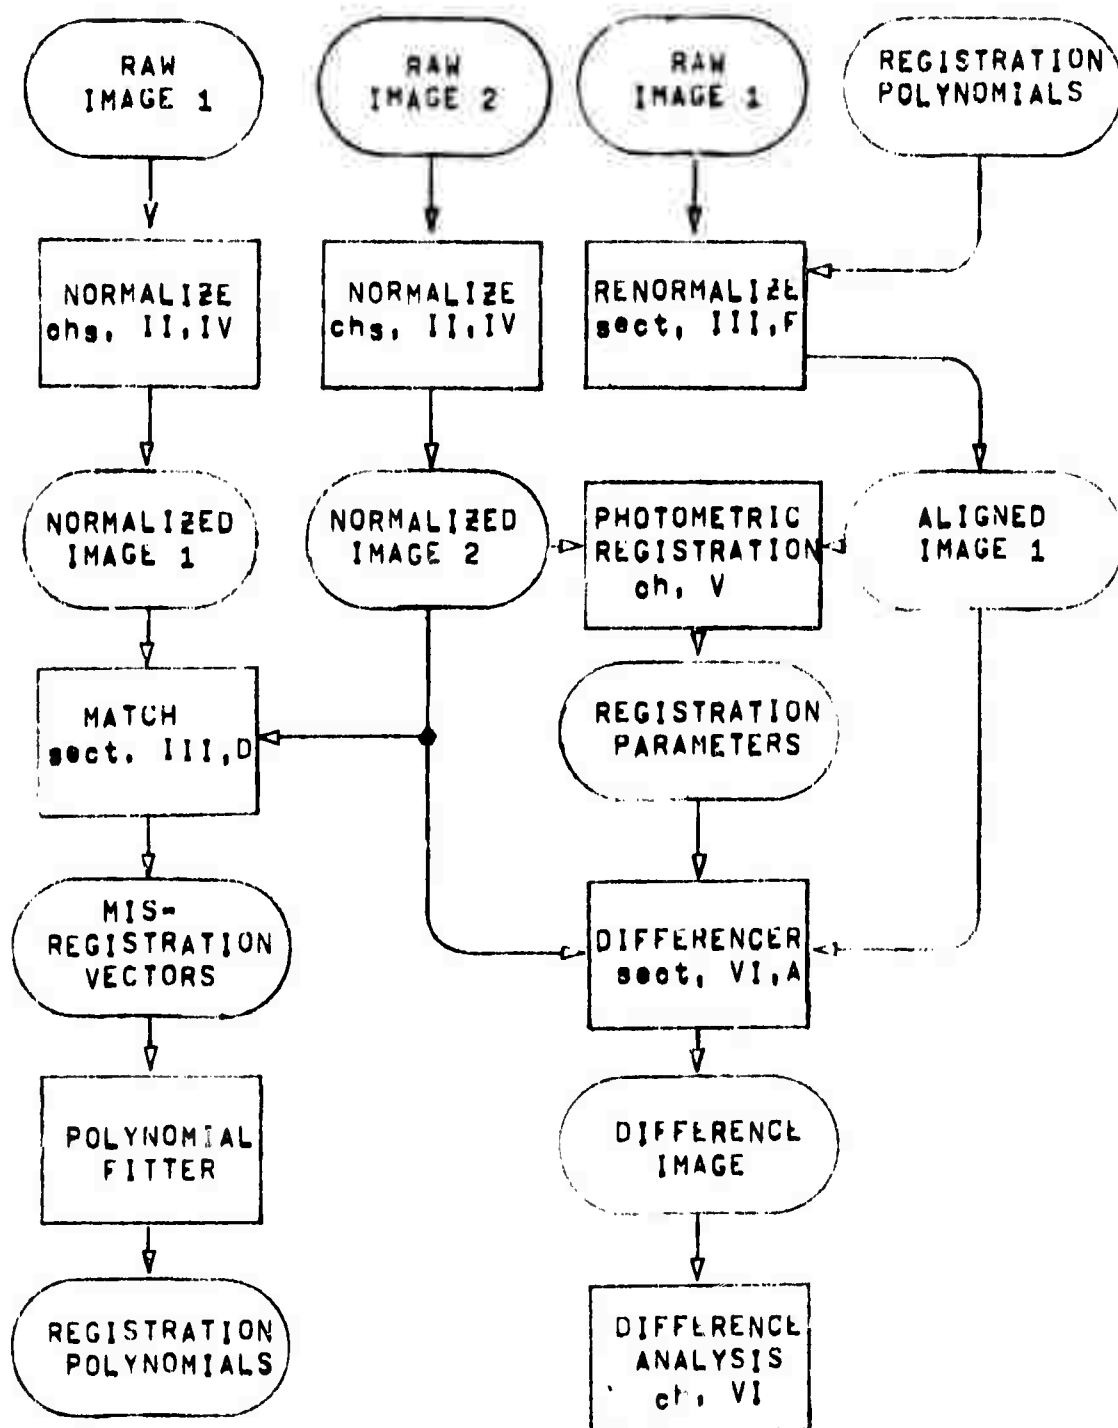 RAW
IMAGE 1
RAW
IMAGE 2
RAW
IMAGE 1
REGISTRATION
POLYNOMIALS
NORMALIZE
chs, II,IV
NORMALIZE
chs, II,IV
RENORMALIZE
sect, III,F
NORMALIZED
IMAGE 1
NORMALIZED
IMAGE 2
PHOTOMETRIC
REGISTRATION
ch, V
ALIGNED
IMAGE 1
MATCH
sect. III,D
REGISTRATION
PARAMETERS
MIS-
REGISTRATION
VECTORS
DIFFERENCER
sect, VI,A
POLYNOMIAL
FITTER
DIFFERENCE
IMAGE
REGISTRATION
POLYNOMIALS
DIFFERENCE
ANALYSIS
ch, VI